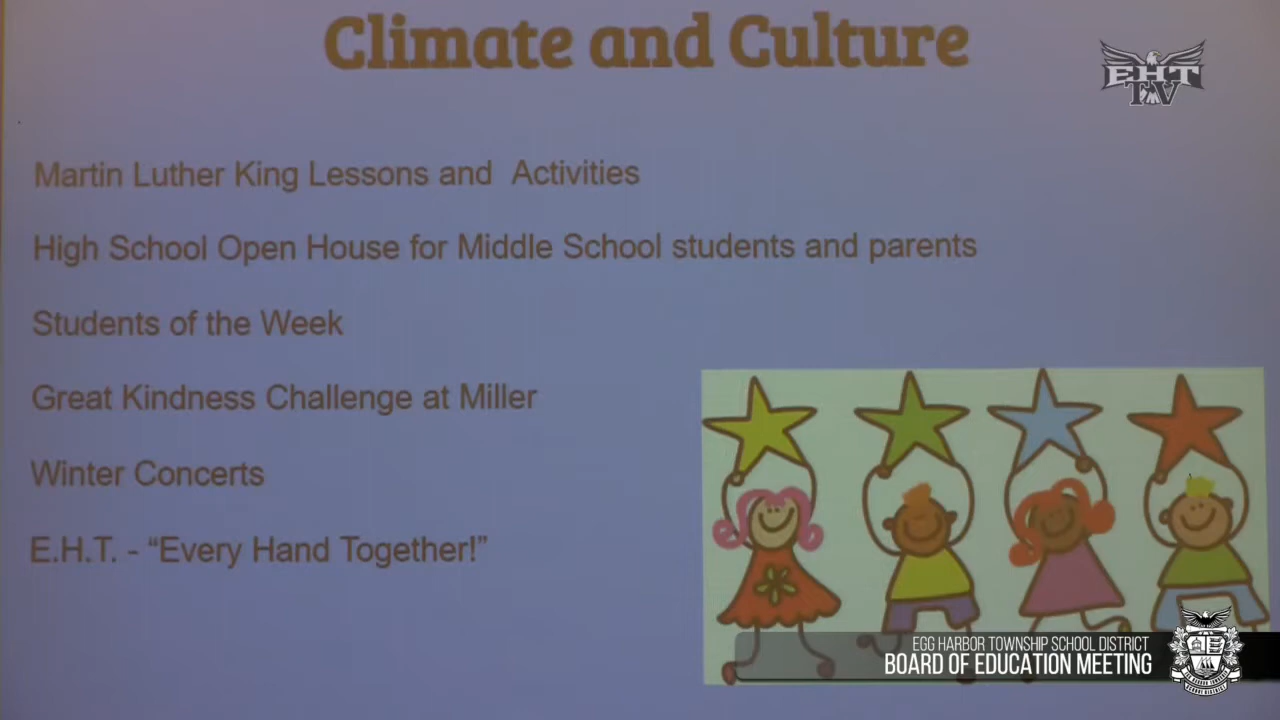 Climate and Culture
EHT
TV
Martin Luther King Lessons and Activities
High School Open House for Middle School students and parents
Students of the Week
Great Kindness Challenge at Miller
Winter Concerts
E.H.T. - “Every Hand Together!”
EGG HARBOR TOWNSHIP SCHOOL DISTRICT
BOARD OF EDUCATION MEETING